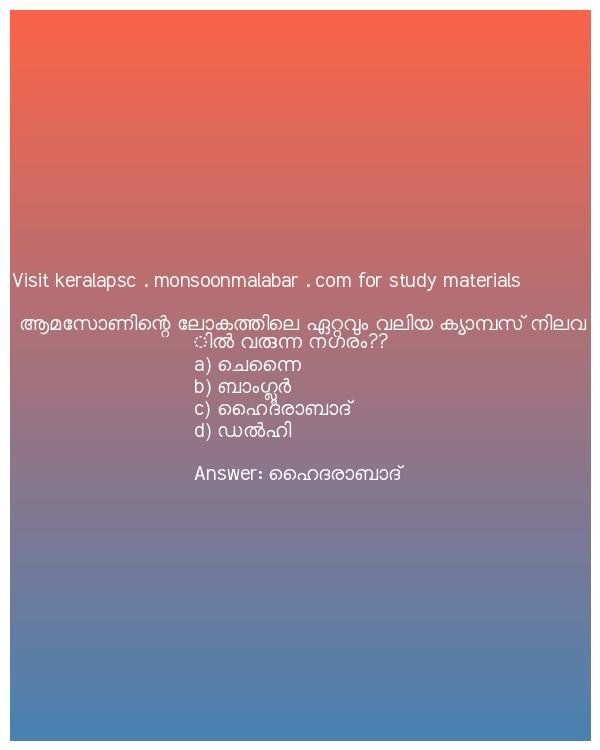 Visit keralapsc . monsoonmalabar . com for study materials
ആമസോണിന്റെ ലോകത്തിലെ ഏറ്റവും വലിയ ക്യാമ്പസ് നിലവ
ിൽ വരുന്ന നഗരം??
a) ചെന്നൈ
b) ബാംഗ്ലൂർ
c) ഹൈദരാബാദ്
d) ഡൽഹി
Answer: ഹൈദരാബാദ്